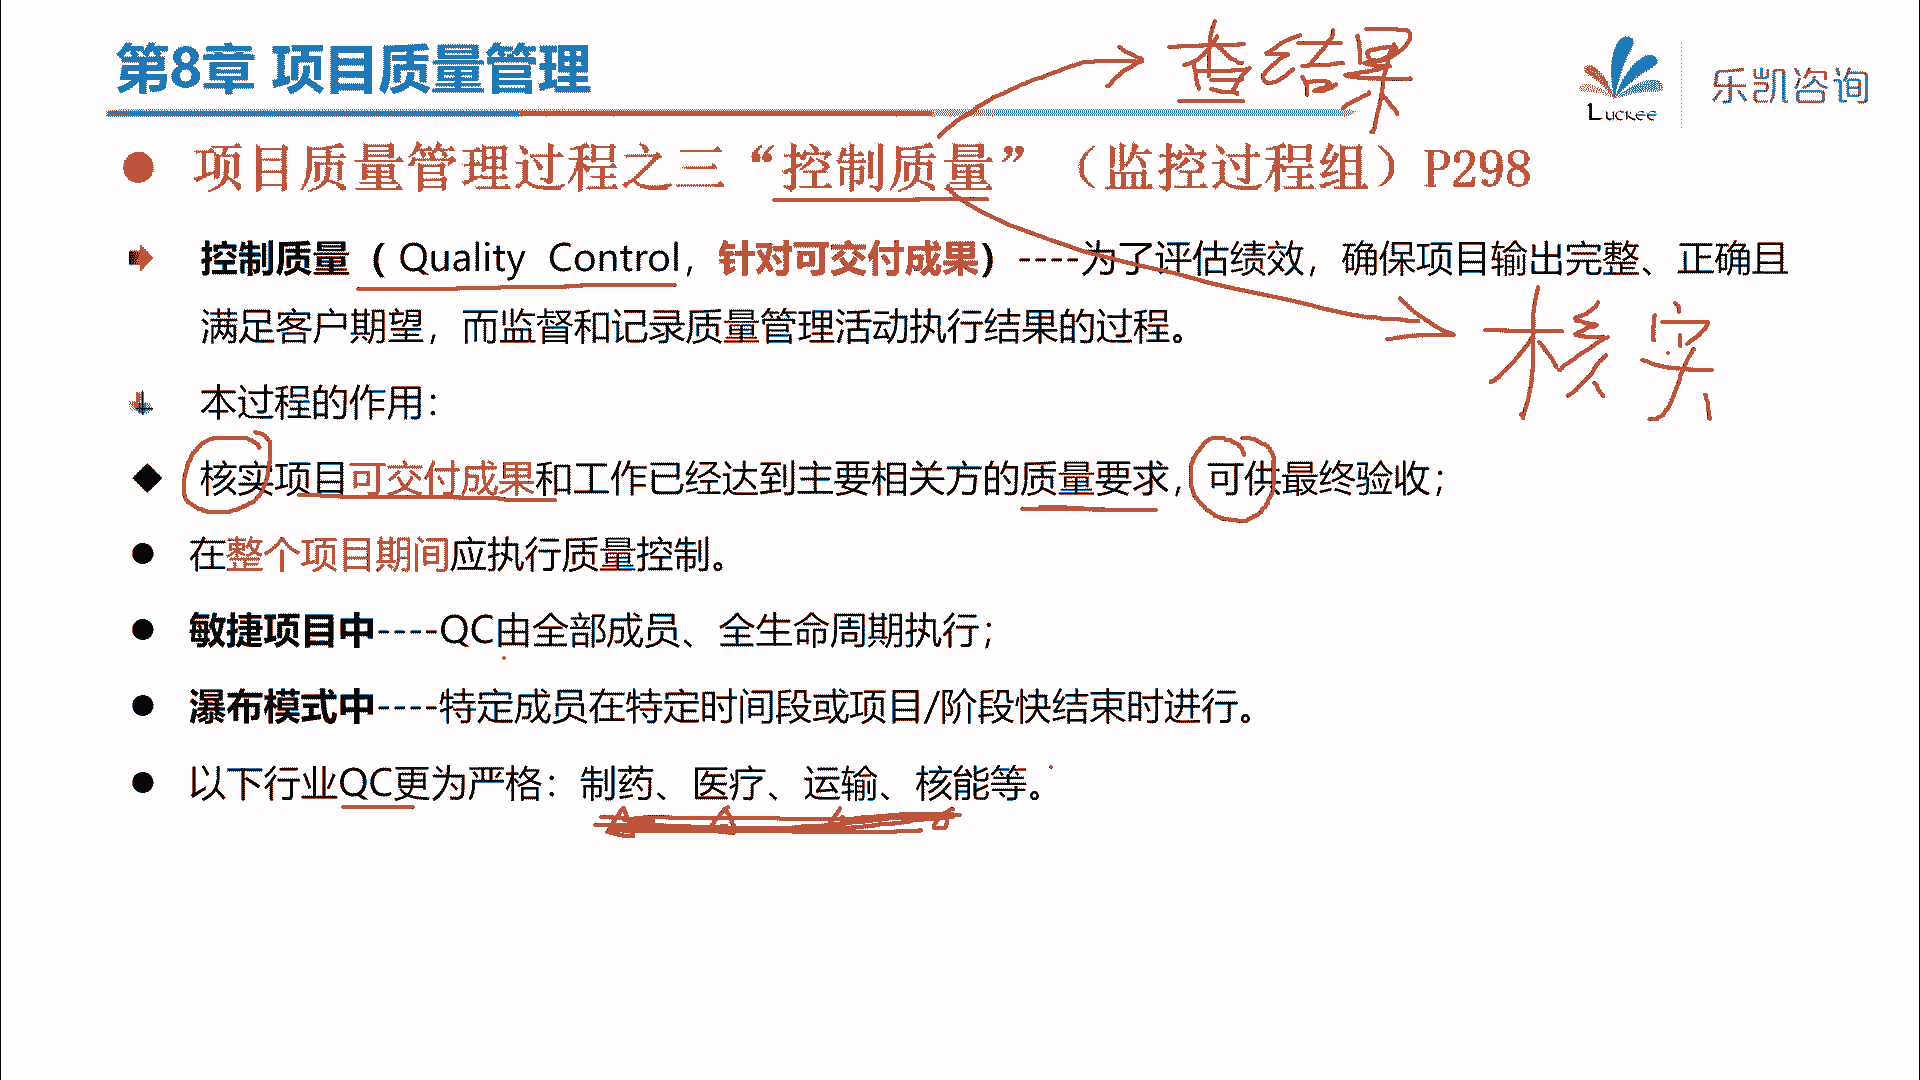 第8章 项目质量管理
查结果
Luckee
乐凯咨询
项目质量管理过程之三“控制质量”（监控过程组）P298
控制质量（ Quality Control，针对可交付成果）----为了评估绩效，确保项目输出完整、正确且
满足客户期望，而监督和记录质量管理活动执行结果的过程。
核实
本过程的作用：
核实项目可交付成果和工作已经达到主要相关方的质量要求，可供最终验收；
在整个项目期间应执行质量控制。
敏捷项目中----QC由全部成员、全生命周期执行；
瀑布模式中----特定成员在特定时间段或项目/阶段快结束时进行。
以下行业QC更为严格：制药、医疗、运输、核能等。